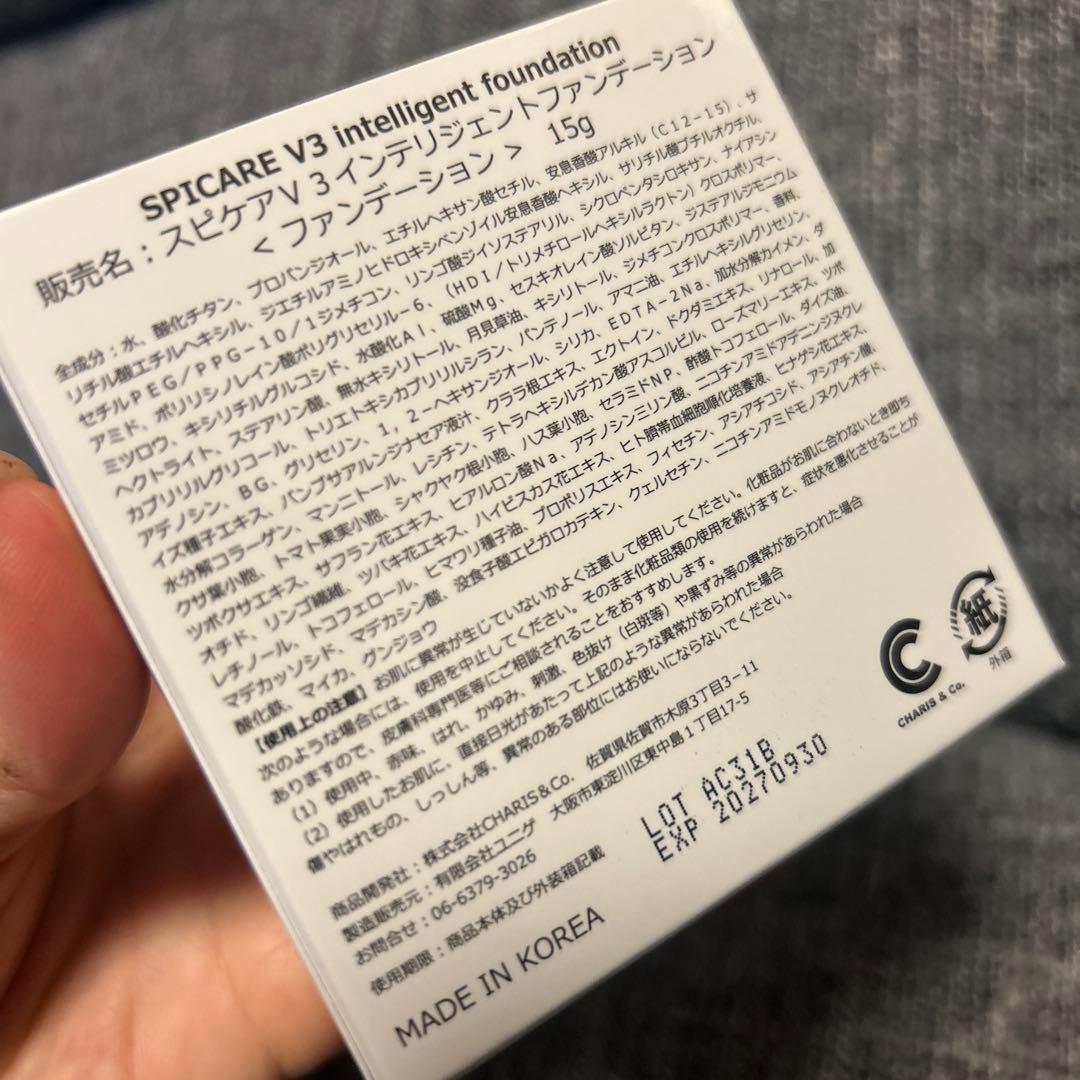 SPICARE V3 intelligent foundation
販売名：スピケアＶ３インテリジェントファンデーション
＜ファンデーション＞ 15g
全成分：水、酸化チタン、プロパンジオール、エチルヘキサン酸セチル、安息香酸アルキル（Ｃ１２－１５）、サ
リチル酸エチルヘキシル、ジエチルアミノヒドロキシベンゾイル安息香酸ヘキシル、サリチル酸ブチルオクチル、
セチルＰＥＧ／ＰＰＧ－１０／１ジメチコン、リンゴ酸ジイソステアリル、シクロペンタシロキサン、ナイアシン
アミド、ポリリシノレイン酸ポリグリセリル－６、（ＨＤＩ／トリメチロールヘキシルラクトン）クロスポリマー、
ミツロウ、キシリチルグルコシド、水酸化Ａｌ、硫酸Ｍｇ、セスキオレイン酸ソルビタン、ジステアルジモニウム
ヘクトライト、ステアリン酸、無水キシリトール、月見草油、キシリトール、ジメチコンクロスポリマー、香料、
カプリリルグリコール、トリエトキシカプリリルシラン、パンテノール、アマニ油、エチルヘキシルグリセリン、
アデノシン、ＢＧ、グリセリン、１，２－ヘキサンジオール、シリカ、ＥＤＴＡ－２Ｎａ、加水分解カイメン、ダ
イズ種子エキス、バンブサアルンジナセア液汁、クララ根エキス、エクトイン、ドクダミエキス、リナロール、加
水分解コラーゲン、マンニトール、レシチン、テトラヘキシルデカン酸アスコルビル、ローズマリーエキス、ツボ
クサ葉小胞、トマト果実小胞、シャクヤク根小胞、ハス葉小胞、セラミドＮＰ、酢酸トコフェロール、ダイズ油、
ツボクサエキス、サフラン花エキス、ヒアルロン酸Ｎａ、アデノシン三リン酸、ニコチンアミドアデニンジヌクレ
オチド、リンゴ繊維、ツバキ花エキス、ハイビスカス花エキス、ヒト臍帯血細胞順化培養液、ヒナゲシ花エキス、
レチノール、トコフェロール、ヒマワリ種子油、プロポリスエキス、フィセチン、アシアチコシド、アシアチン酸、
マデカッソシド、マデカシン酸、没食子酸エピガロカテキン、クェルセチン、ニコチンアミドモノヌクレオチド、
酸化鉄、マイカ、グンジョウ
【使用上の注意】お肌に異常が生じていないかよく注意して使用してください。化粧品がお肌に合わないとき即ち
次のような場合には、使用を中止してください。そのまま化粧品類の使用を続けますと、症状を悪化させることが
ありますので、皮膚科専門医等にご相談されることをおすすめします。
（1）使用中、赤味、はれ、かゆみ、刺激、色抜け（白斑等）や黒ずみ等の異常があらわれた場合
（2）使用したお肌に、直接日光があたって上記のような異常があらわれた場合
傷やはれもの、しっしん等、異常のある部位にはお使いにならないでください。
商品開発社：株式会社CHARIS＆Co. 佐賀県佐賀市木原3丁目3－11
製造販売元：有限会社ユニゲ 大阪市東淀川区東中島1丁目17-5
お問合せ：06-6379-3026
使用期限：商品本体及び外装箱記載
MADE IN KOREA
LOT AC31B
EXP 20270930
CHARIS & Co.
紙
外箱